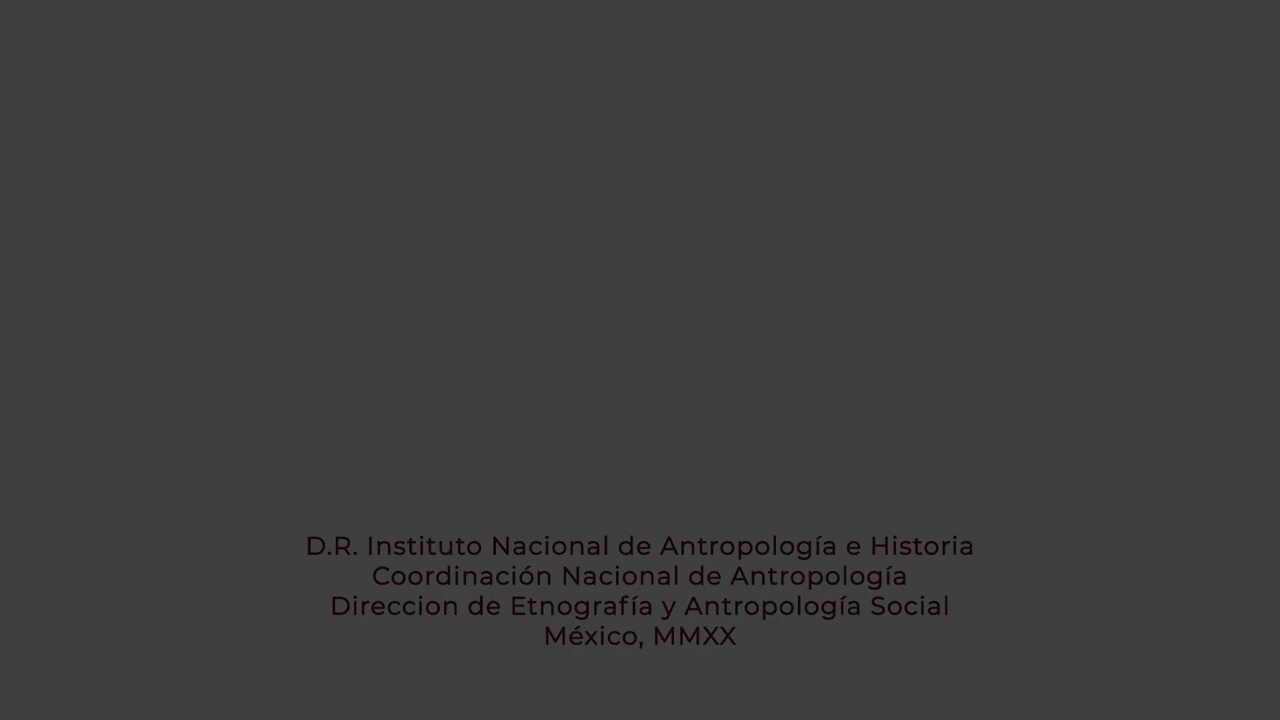 D.R. Instituto Nacional de Antropología e Historia
Coordinación Nacional de Antropología
Direccion de Etnografía y Antropología Social
México, MMXX